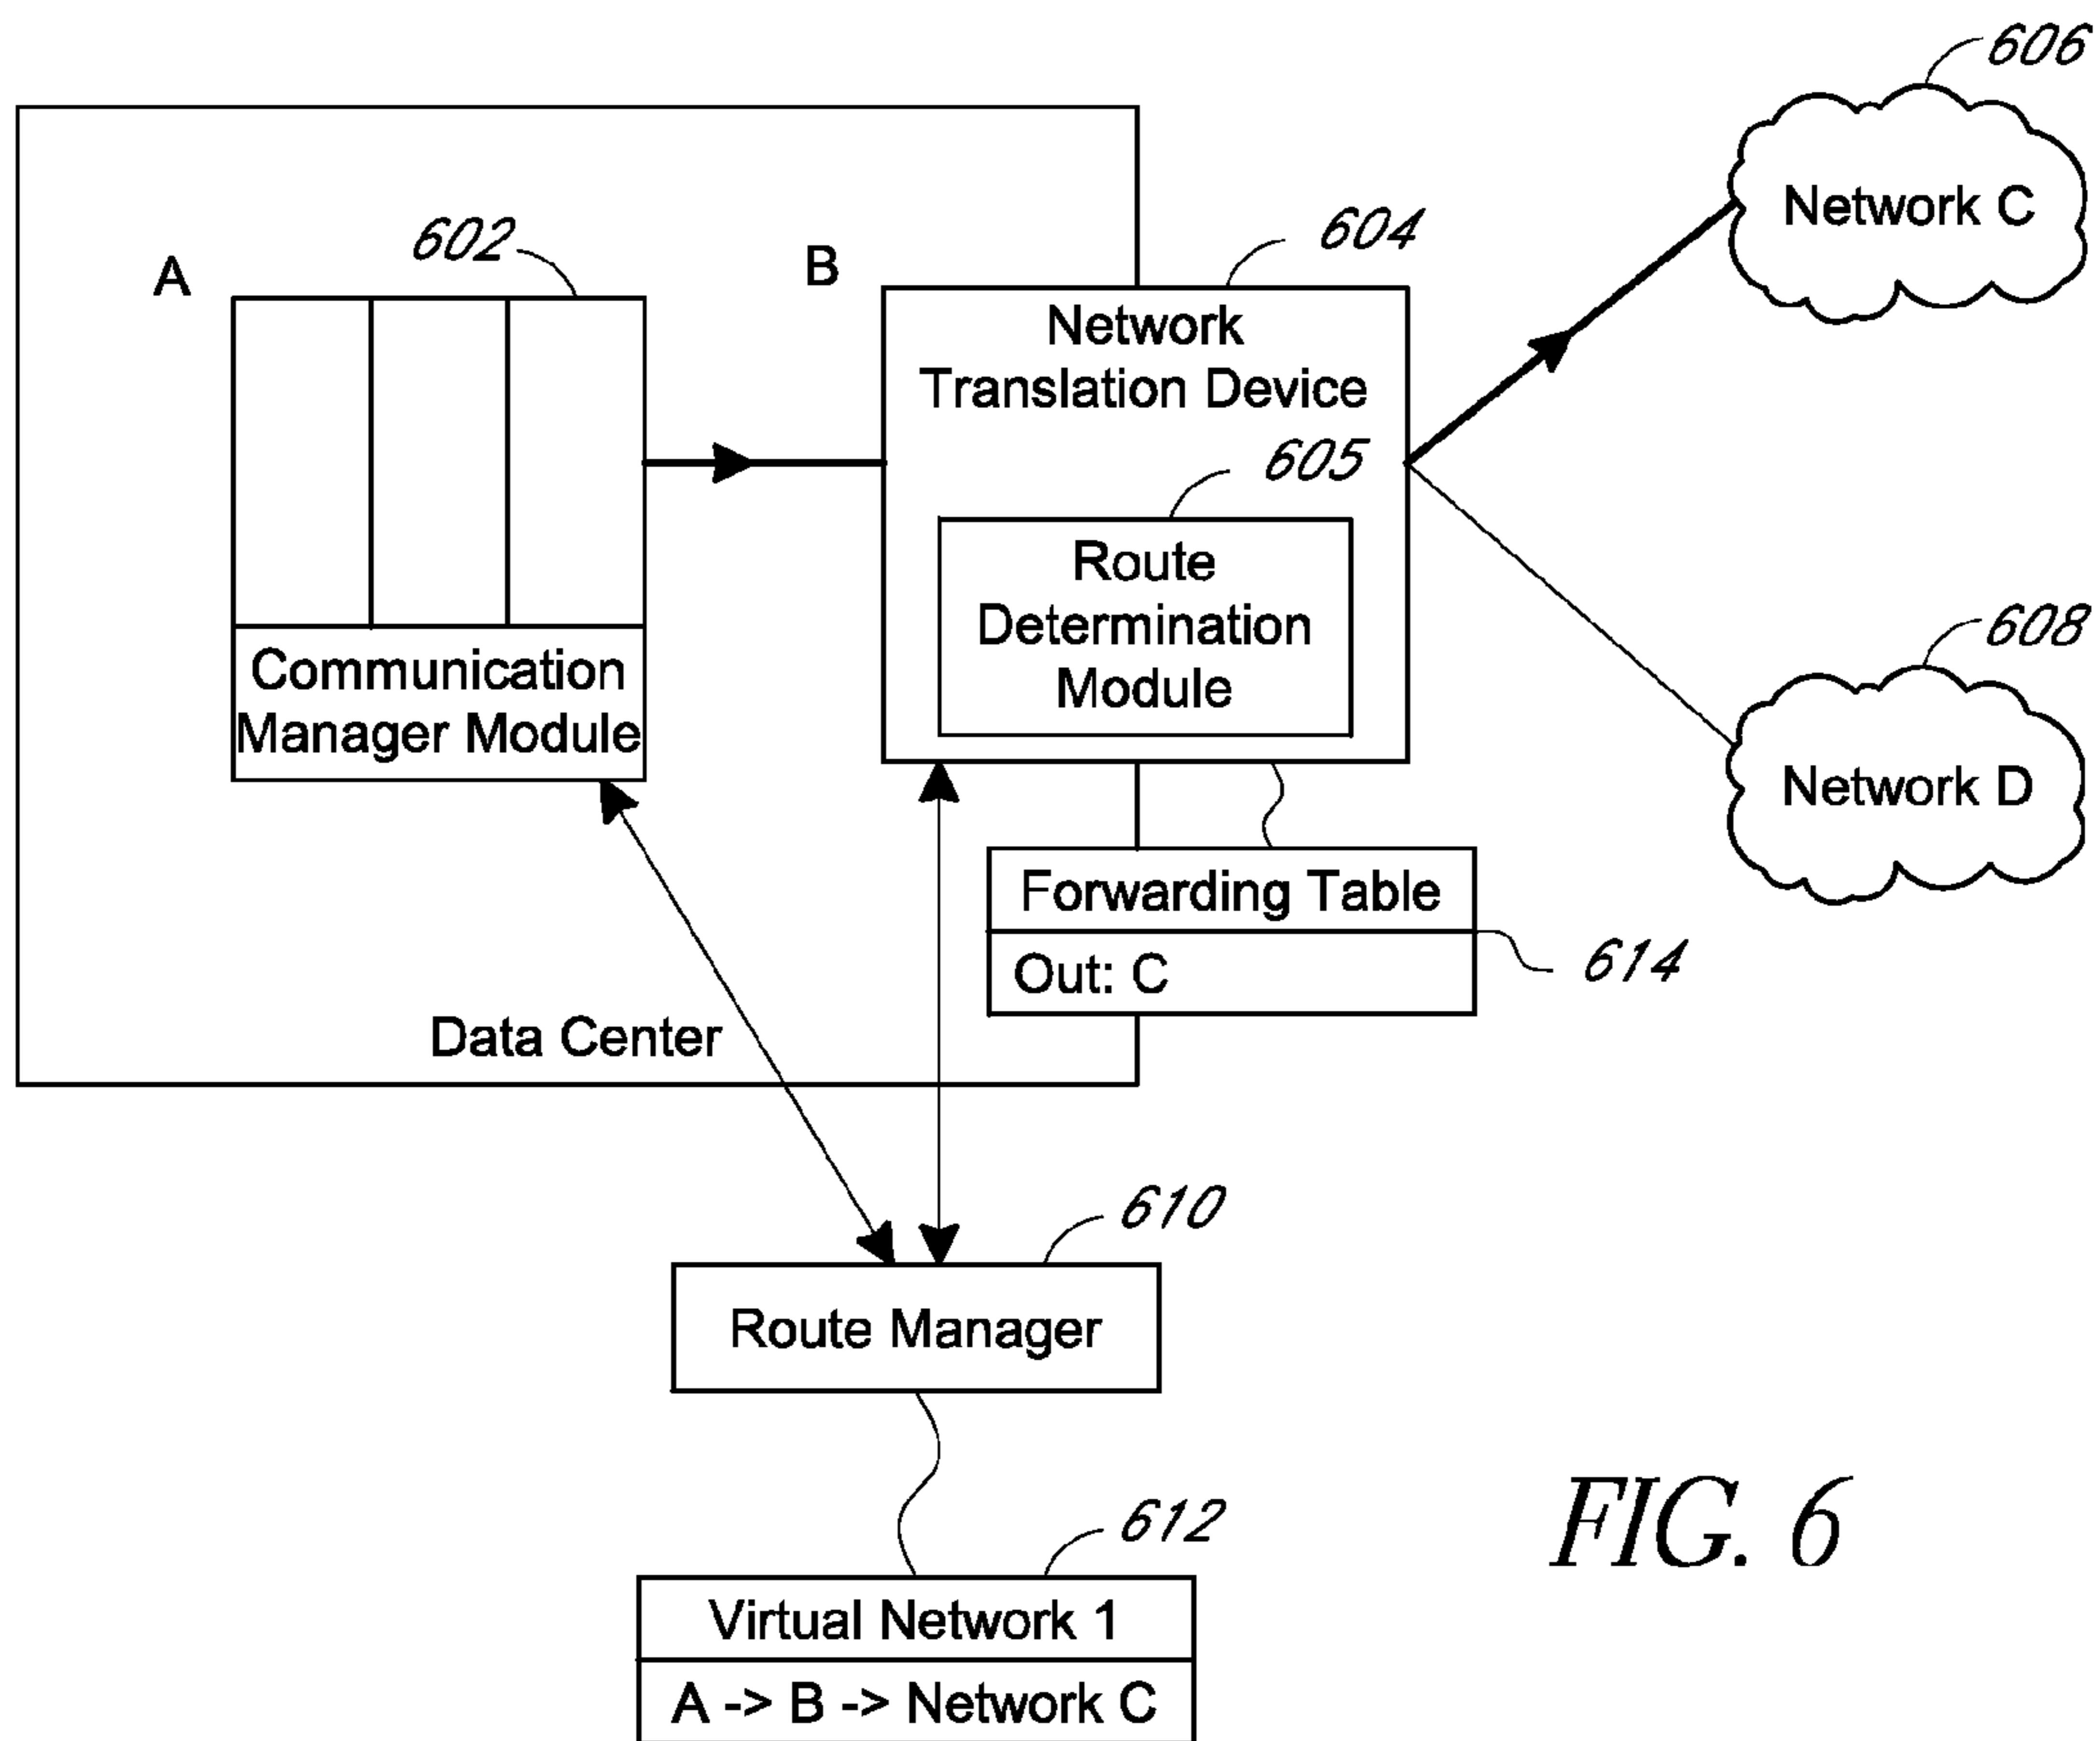 606
Network C
A
602
B
604
Network
Translation Device
605
Route
Determination
Module
Communication
Manager Module
608
Network D
Forwarding Table
Out: C
614
Data Center
610
Route Manager
612
Virtual Network 1
A -> B -> Network C
FIG. 6